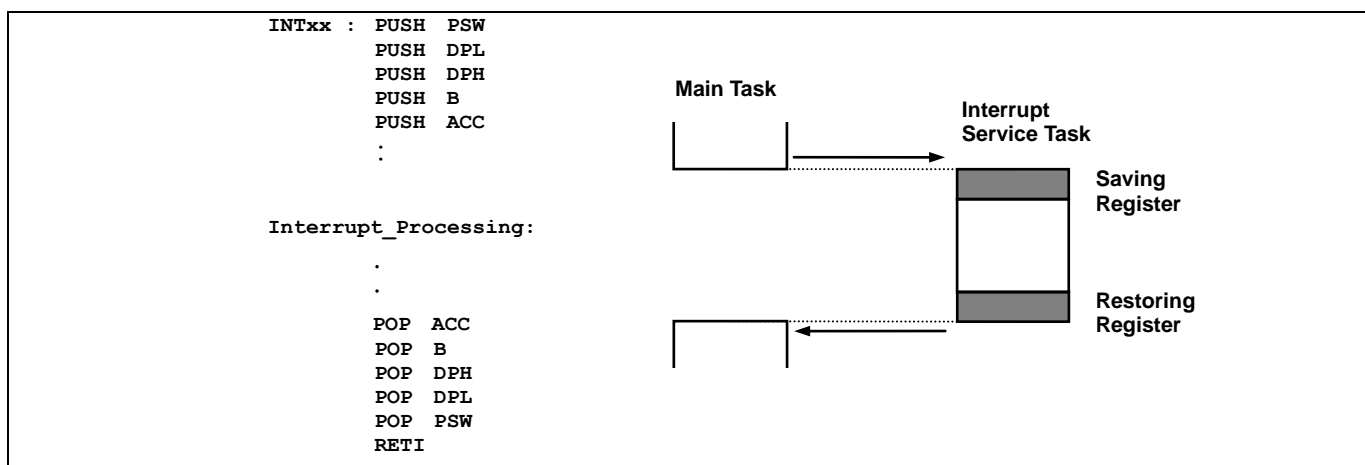 INTxx : PUSH PSW
PUSH DPL
PUSH DPH
PUSH B
PUSH ACC
.
.
Interrupt_Processing:
.
.
POP ACC
POP B
POP DPH
POP DPL
POP PSW
RETI
Main Task
Interrupt
Service Task
Saving
Register
Restoring
Register